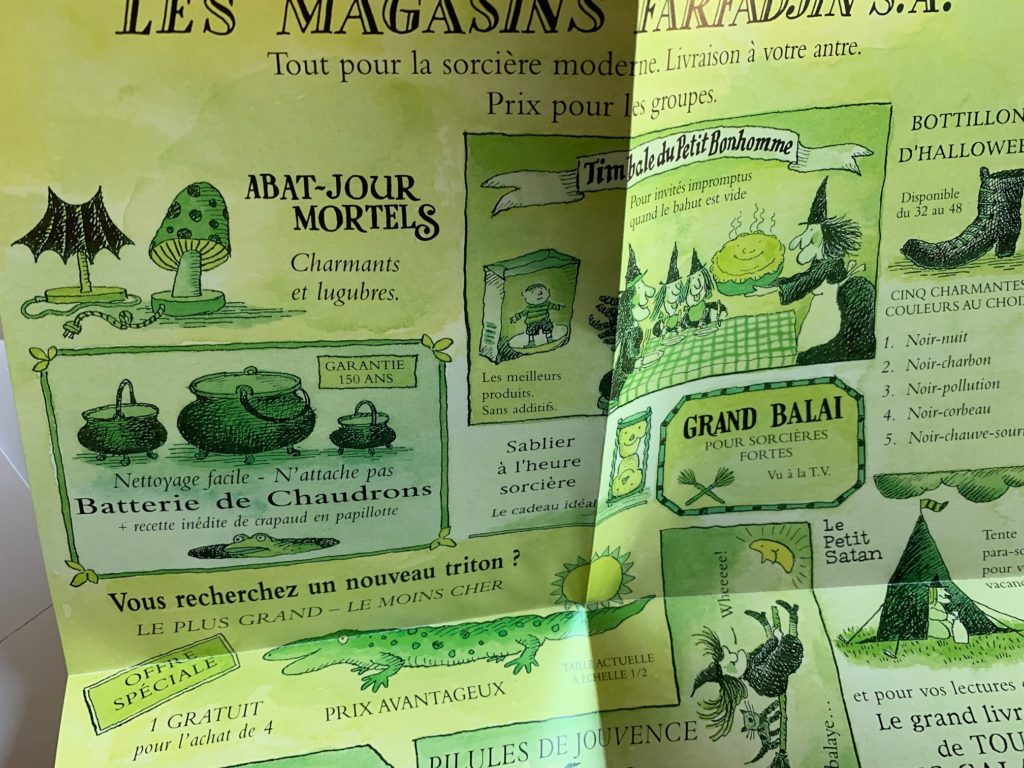 LES MAGASINS FARFADJIN S.A.
Tout pour la sorcière moderne. Livraison à votre antre.
Prix pour les groupes.
ABAT-JOUR
MORTELS
Charmants
et lugubres.
GARANTIE
150 ANS
Nettoyage facile - N'attache pas
Batterie de Chaudrons
+ recette inédite de crapaud en papillotte
Timbale du Petit Bonhomme
Pour invités impromptus
quand le bahut est vide
Les meilleurs
produits.
Sans additifs.
Sablier
à l'heure
sorcière
Le cadeau idéal
GRAND BALAI
POUR SORCIÈRES
FORTES
Vu à la T.V.
BOTTILLON
D'HALLOWEE
Disponible
du 32 au 48
CINQ CHARMANTES
COULEURS AU CHOI
1. Noir-nuit
2. Noir-charbon
3. Noir-pollution
4. Noir-corbeau
5. Noir-chauve-souri
Vous recherchez un nouveau triton ?
LE PLUS GRAND – LE MOINS CHER
OFFRE
SPÉCIALE
1 GRATUIT
pour l'achat de 4
PRIX AVANTAGEUX
TAILLE ACTUELLE
A ECHELLE 1/2
PILULES DE JOUVENCE
Wheeeee!
balaye...
Le
Petit
Satan
Tente
para-so
pour v
vacan
et pour vos lectures
Le grand livr
de TOU